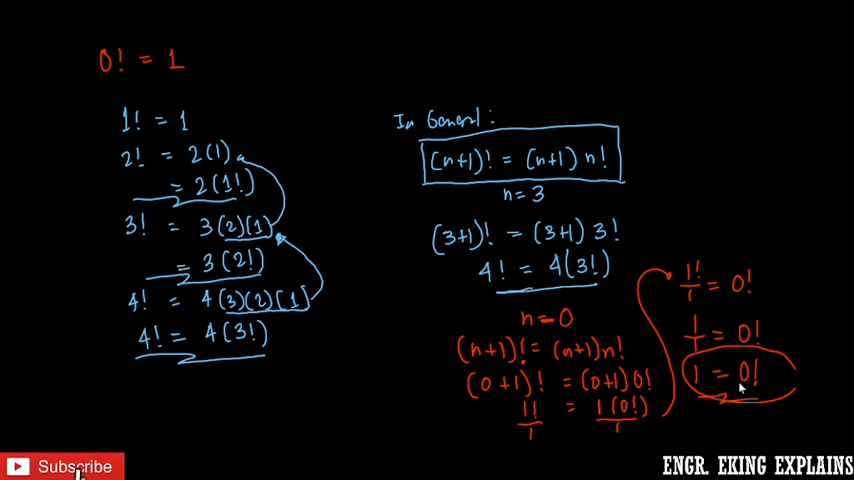 0! = 1
1! = 1
2! = 2(1)
= 2(1!)
3! = 3(2)(1)
= 3(2!)
4! = 4(3)(2)(1)
4! = 4(3!)
In General:
(n+1)! = (n+1) n!
n=3
(3+1)! = (3+1) 3!
4! = 4(3!)
n=0
(n+1)! = (n+1)n!
(0+1)! = (0+1)0!
1!/1 = 1(0!)/1
1!/1 = 0!
1/1 = 0!
1 = 0!
Subscribe
ENGR. EKING EXPLAINS